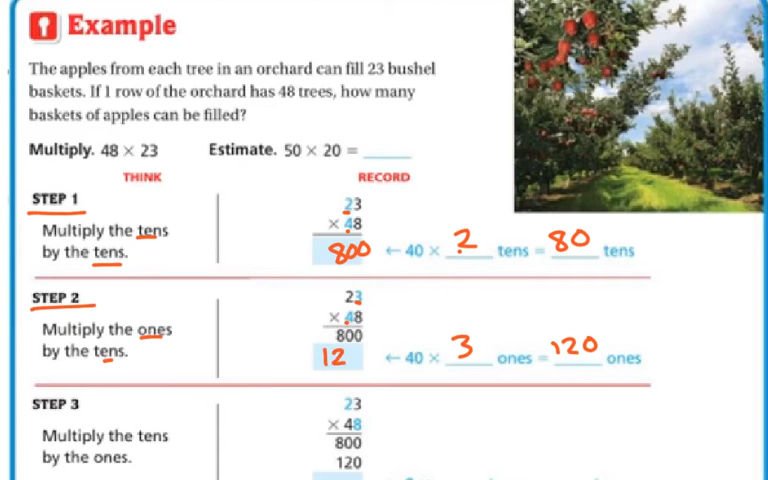 Example
The apples from each tree in an orchard can fill 23 bushel
baskets. If 1 row of the orchard has 48 trees, how many
baskets of apples can be filled?
Multiply. 48 × 23 Estimate. 50 × 20 = ____
THINK RECORD
STEP 1
Multiply the tens
by the tens.
23
× 48
800 ← 40 × 2 tens = 80 tens
STEP 2
Multiply the ones
by the tens.
23
× 48
800
12 ← 40 × 3 ones = 120 ones
STEP 3
Multiply the tens
by the ones.
23
× 48
800
120